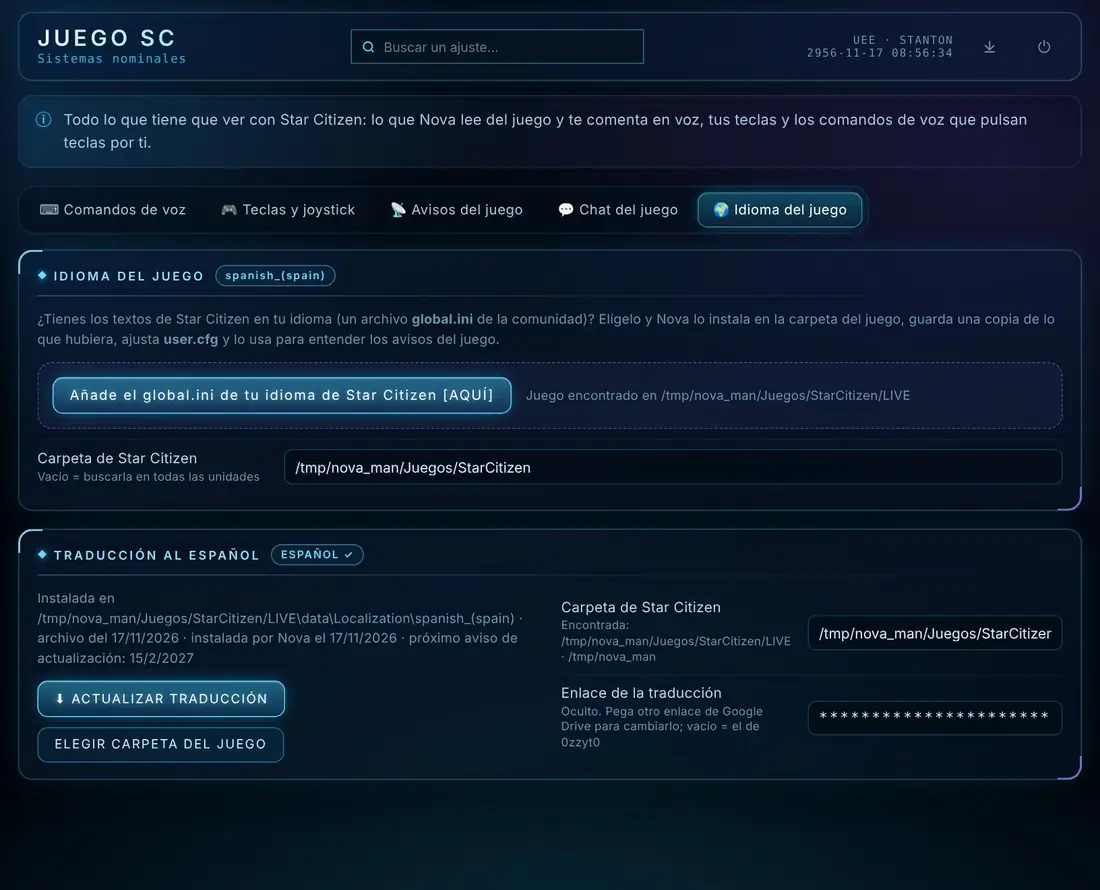 JUEGO SC
Sistemas nominales
Buscar un ajuste...
UEE · STANTON
2956-11-17 08:56:34
Todo lo que tiene que ver con Star Citizen: lo que Nova lee del juego y te comenta en voz, tus teclas y los comandos de voz que pulsan
teclas por ti.
Comandos de voz
Teclas y joystick
Avisos del juego
Chat del juego
Idioma del juego
IDIOMA DEL JUEGO
spanish_(spain)
¿Tienes los textos de Star Citizen en tu idioma (un archivo global.ini de la comunidad)? Elígelo y Nova lo instala en la carpeta del juego, guarda una copia de lo
que hubiera, ajusta user.cfg y lo usa para entender los avisos del juego.
Añade el global.ini de tu idioma de Star Citizen [AQUÍ]
Juego encontrado en /tmp/nova_man/Juegos/StarCitizen/LIVE
Carpeta de Star Citizen
Vacío = buscarla en todas las unidades
/tmp/nova_man/Juegos/StarCitizen
TRADUCCIÓN AL ESPAÑOL
ESPAÑOL ✓
Instalada en
/tmp/nova_man/Juegos/StarCitizen/LIVE\data\Localization\spanish_(spain) ·
archivo del 17/11/2026 · instalada por Nova el 17/11/2026 · próximo aviso de
actualización: 15/2/2027
⬇ ACTUALIZAR TRADUCCIÓN
ELEGIR CARPETA DEL JUEGO
Carpeta de Star Citizen
Encontrada:
/tmp/nova_man/Juegos/StarCitizen/LIVE
· /tmp/nova_man
/tmp/nova_man/Juegos/StarCitizer
Enlace de la traducción
Oculto. Pega otro enlace de Google
Drive para cambiarlo; vacío = el de
0zzyt0
**********************